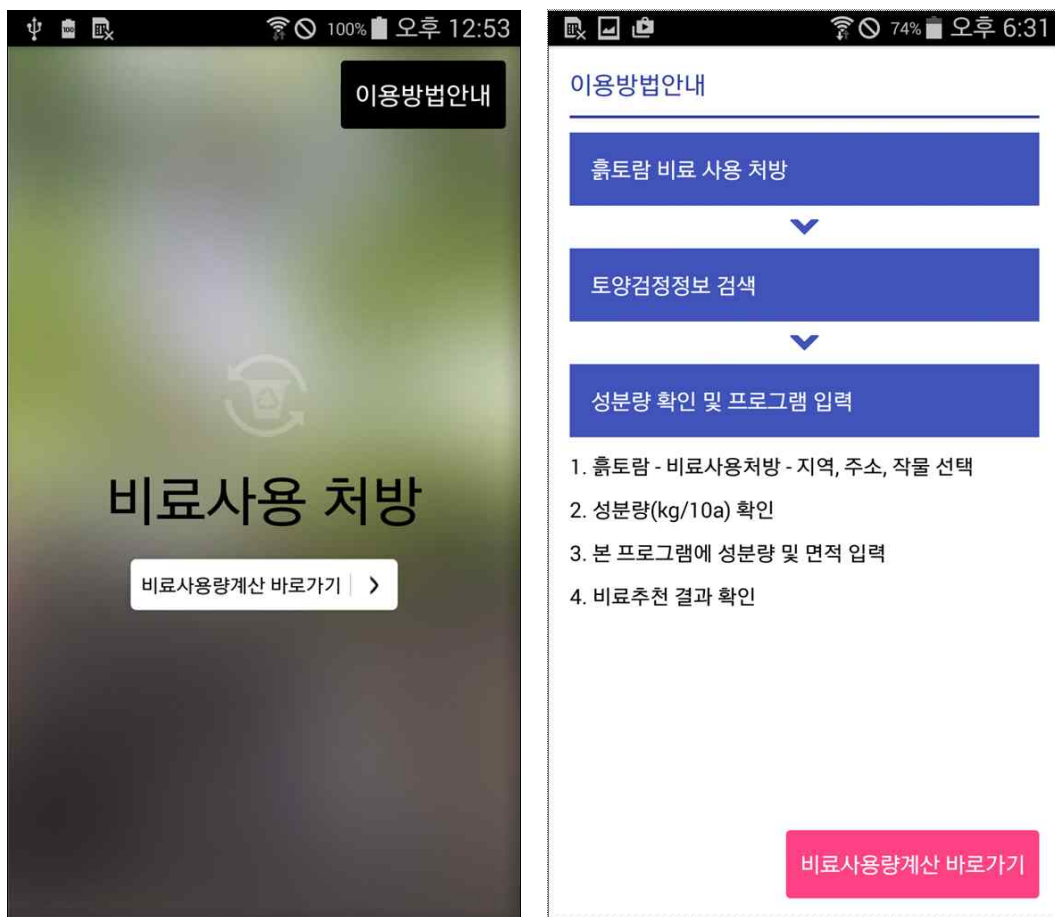 100% 오후 12:53
이용방법안내
비료사용 처방
비료사용량계산 바로가기
74% 오후 6:31
이용방법안내
흙토람 비료 사용 처방
토양검정정보 검색
성분량 확인 및 프로그램 입력
1. 흙토람 - 비료사용처방 - 지역, 주소, 작물 선택
2. 성분량(kg/10a) 확인
3. 본 프로그램에 성분량 및 면적 입력
4. 비료추천 결과 확인
비료사용량계산 바로가기